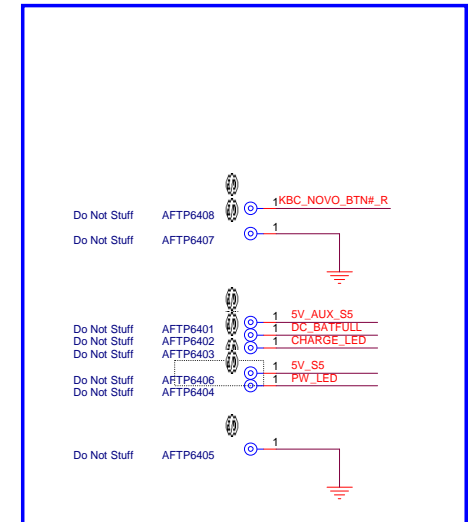 1 KBC_NOVO_BTN#_R
Do Not Stuff AFTP6408
1
Do Not Stuff AFTP6407
1 5V_AUX_S5
Do Not Stuff AFTP6401 1 DC_BATFULL
Do Not Stuff AFTP6402 1 CHARGE_LED
Do Not Stuff AFTP6403
1 5V_S5
Do Not Stuff AFTP6406 1 PW_LED
Do Not Stuff AFTP6404
1
Do Not Stuff AFTP6405